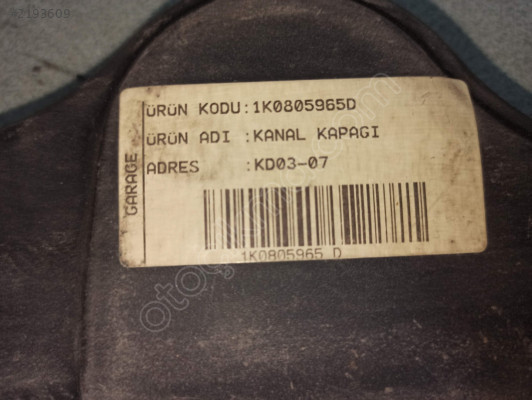 ÜRÜN KODU:1K0805965D
ÜRÜN ADI :KANAL KAPAGI
ADRES :KD03-07
GARAGE
1K0805965 D